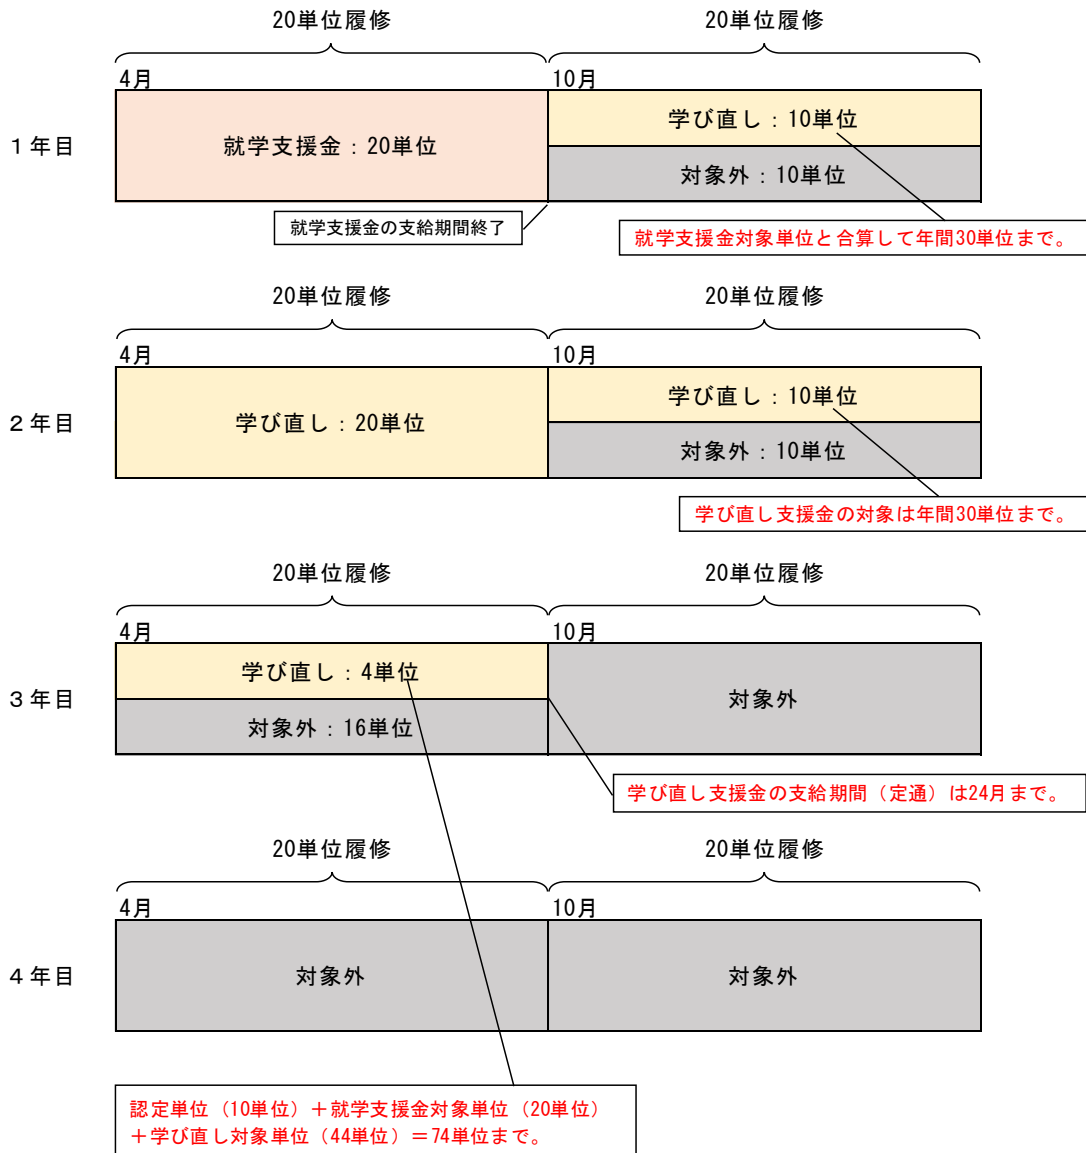 20単位履修
20単位履修
4月
10月
1年目
就学支援金：20単位
学び直し：10単位
対象外：10単位
就学支援金の支給期間終了
就学支援金対象単位と合算して年間30単位まで。
20単位履修
20単位履修
4月
10月
2年目
学び直し：20単位
学び直し：10単位
対象外：10単位
学び直し支援金の対象は年間30単位まで。
20単位履修
20単位履修
4月
10月
3年目
学び直し：4単位
対象外：16単位
対象外
学び直し支援金の支給期間（定通）は24月まで。
20単位履修
20単位履修
4月
10月
4年目
対象外
対象外
認定単位（10単位）＋就学支援金対象単位（20単位）
＋学び直し対象単位（44単位）＝74単位まで。